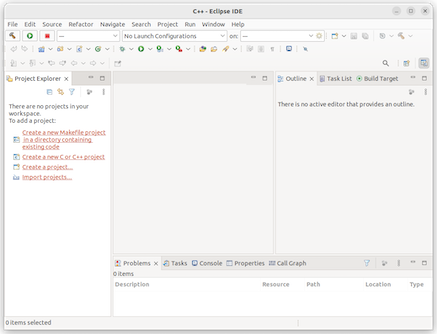 C++ - Eclipse IDE
File Edit Source Refactor Navigate Search Project Run Window Help
--- No Launch Configurations on: ---
Project Explorer
There are no projects in your
workspace.
To add a project:
Create a new Makefile project
in a directory containing
existing code
Create a new C or C++ project
Create a project...
Import projects...
Outline Task List Build Target
There is no active editor that provides an outline.
Problems Tasks Console Properties Call Graph
0 items
Description Resource Path Location Type
0 items selected